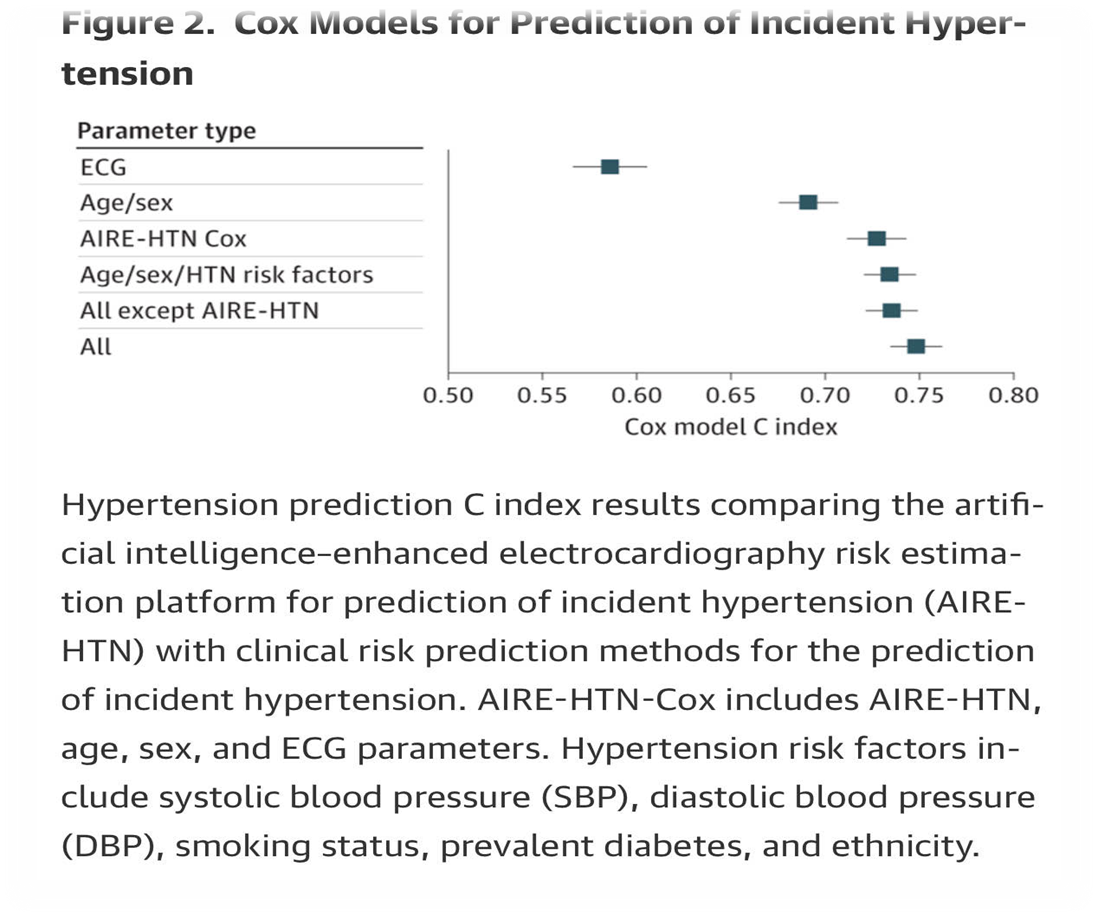 Figure 2. Cox Models for Prediction of Incident Hyper-
tension
Parameter type
ECG
Age/sex
AIRE-HTN Cox
Age/sex/HTN risk factors
All except AIRE-HTN
All
0.50 0.55 0.60 0.65 0.70 0.75 0.80
Cox model C index
Hypertension prediction C index results comparing the artifi-
cial intelligence–enhanced electrocardiography risk estima-
tion platform for prediction of incident hypertension (AIRE-
HTN) with clinical risk prediction methods for the prediction
of incident hypertension. AIRE-HTN-Cox includes AIRE-HTN,
age, sex, and ECG parameters. Hypertension risk factors in-
clude systolic blood pressure (SBP), diastolic blood pressure
(DBP), smoking status, prevalent diabetes, and ethnicity.